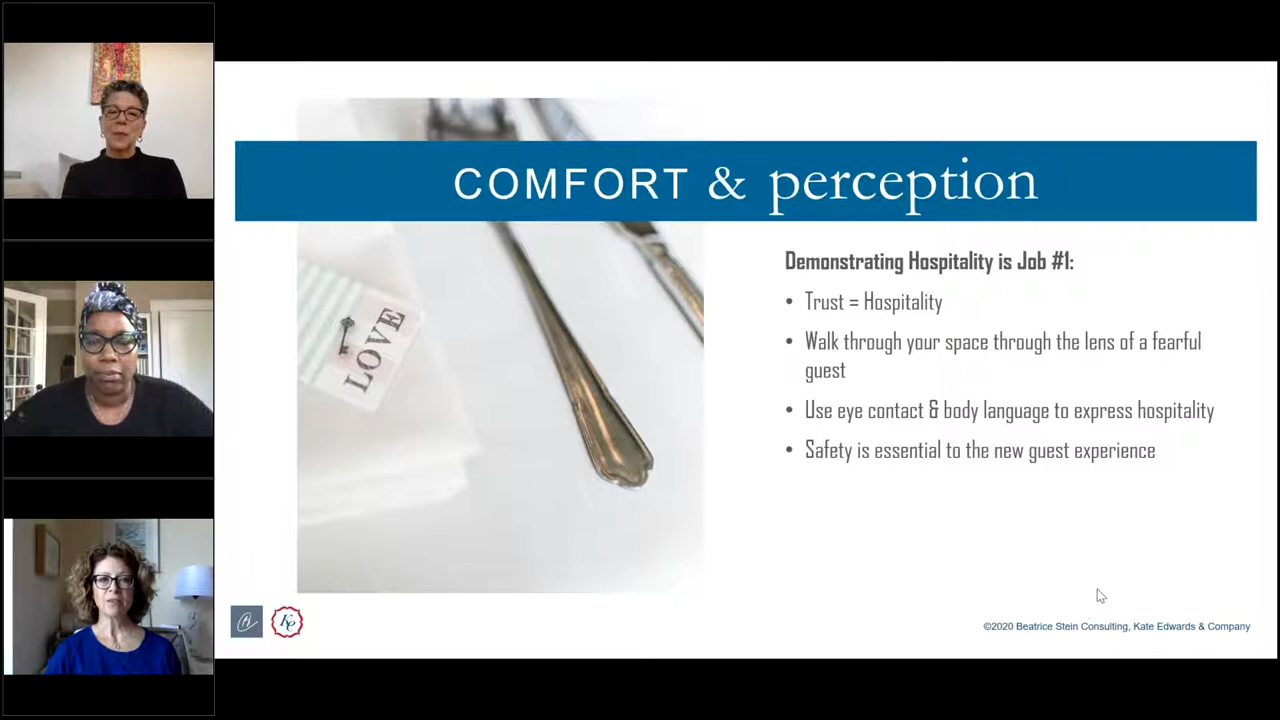 COMFORT & perception
LOVE
Demonstrating Hospitality is Job #1:
• Trust = Hospitality
• Walk through your space through the lens of a fearful
guest
• Use eye contact & body language to express hospitality
• Safety is essential to the new guest experience
Ke
©2020 Beatrice Stein Consulting, Kate Edwards & Company